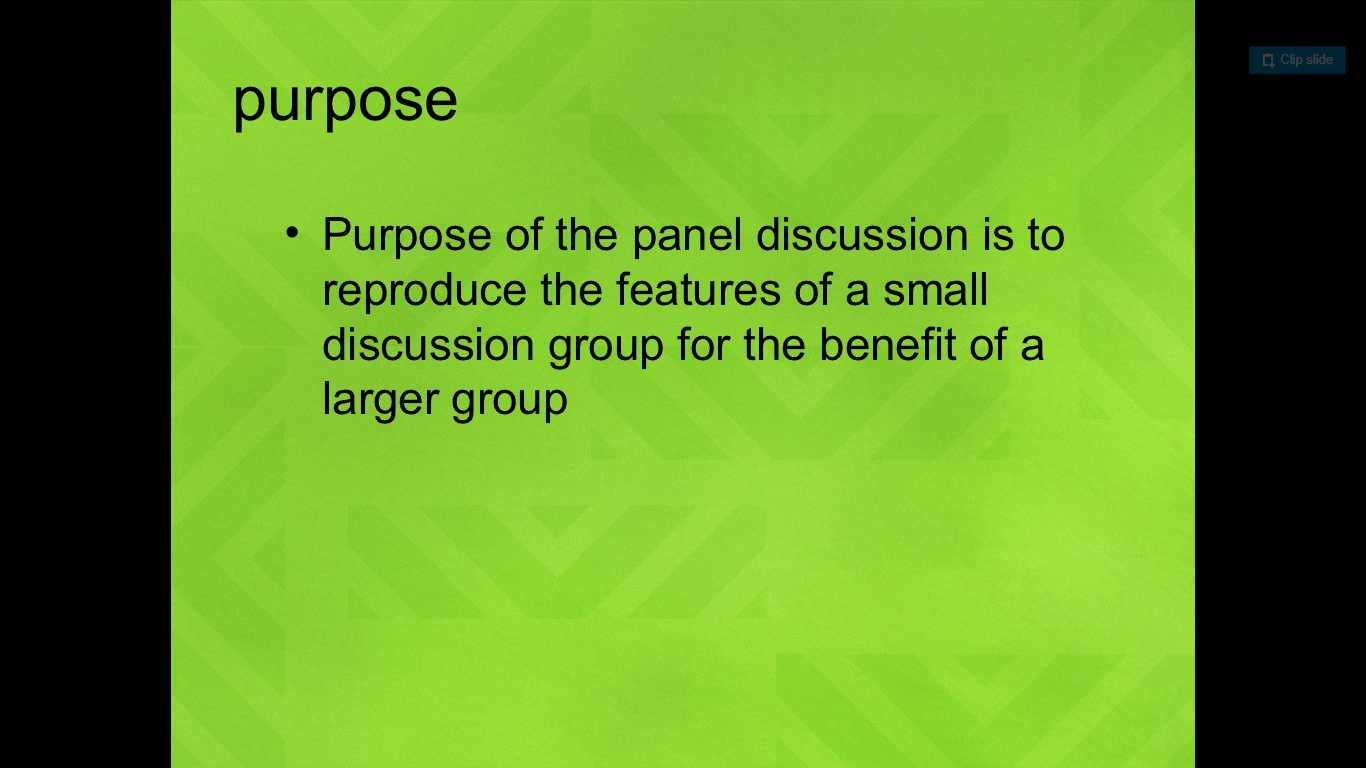 Clip slide
purpose
• Purpose of the panel discussion is to
reproduce the features of a small
discussion group for the benefit of a
larger group